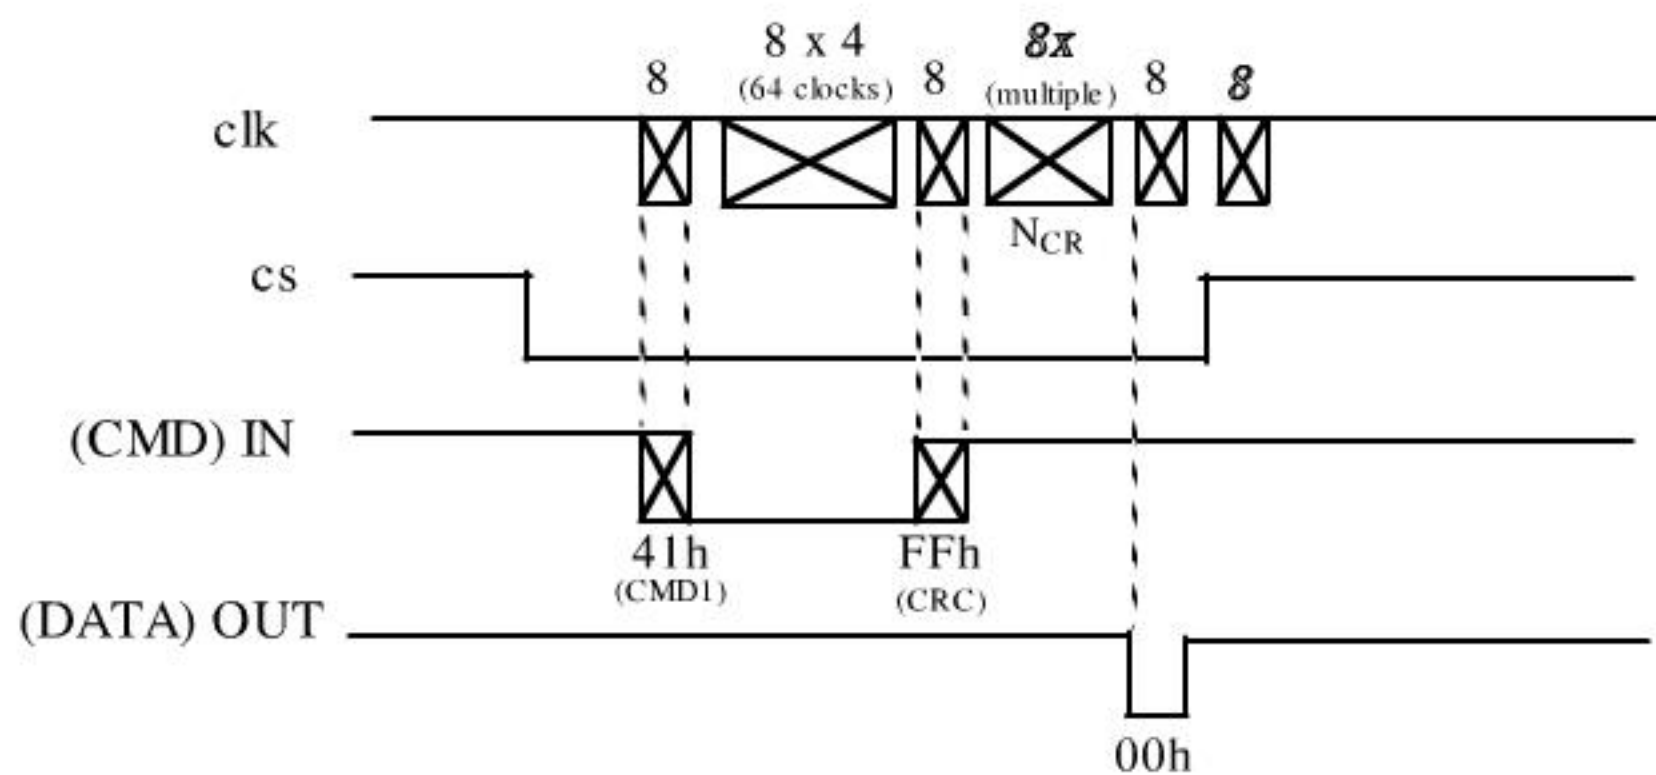 8 x 4
8x
8
(64 clocks)
8
(multiple)
8
8
clk
NCR
cs
(CMD) IN
41h
FFh
(CMD1)
(CRC)
(DATA) OUT
00h